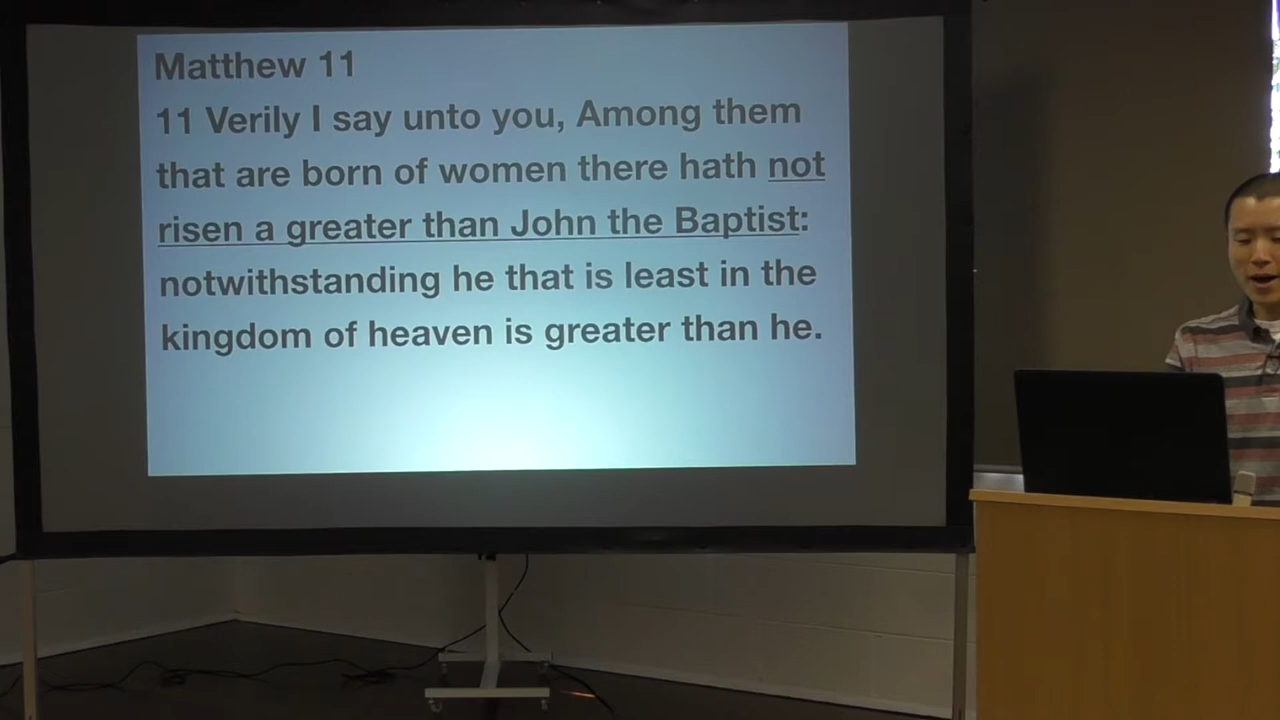 Matthew 11
11 Verily I say unto you, Among them
that are born of women there hath not
risen a greater than John the Baptist:
notwithstanding he that is least in the
kingdom of heaven is greater than he.